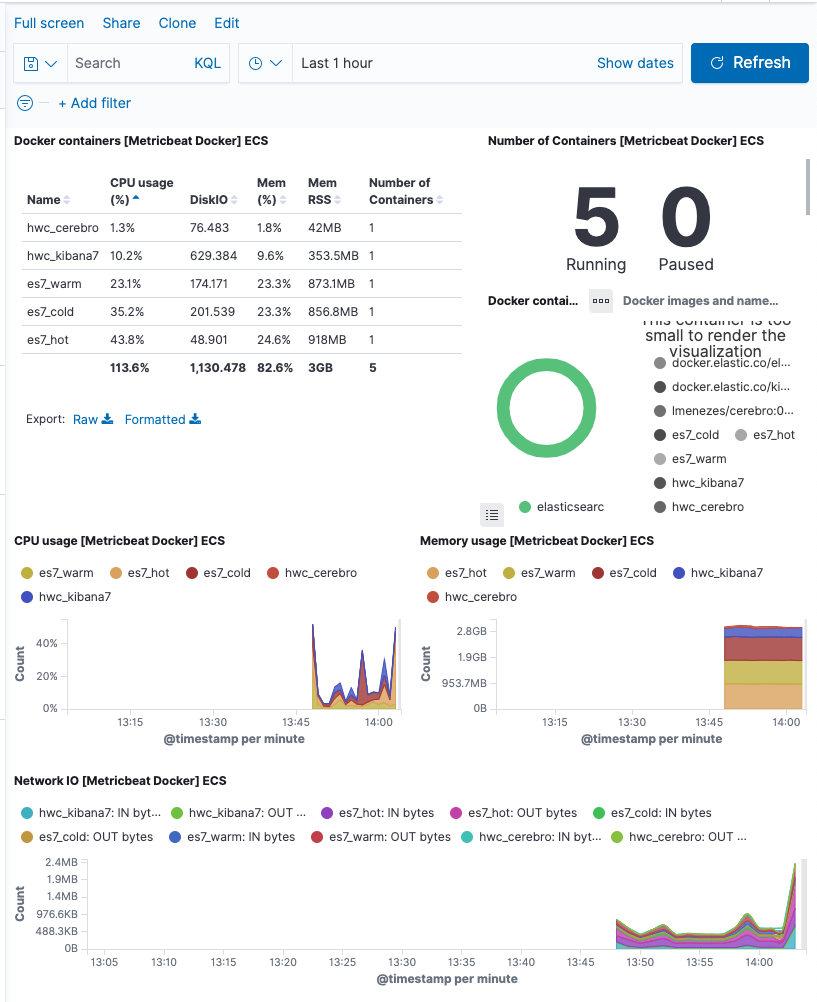 Full screen Share Clone Edit
Search KQL Last 1 hour Show dates Refresh
+ Add filter
Docker containers [Metricbeat Docker] ECS
Name CPU usage (%) DiskIO Mem (%) Mem RSS Number of Containers
hwc_cerebro 1.3% 76.483 1.8% 42MB 1
hwc_kibana7 10.2% 629.384 9.6% 353.5MB 1
es7_warm 23.1% 174.171 23.3% 873.1MB 1
es7_cold 35.2% 201.539 23.3% 856.8MB 1
es7_hot 43.8% 48.901 24.6% 918MB 1
113.6% 1,130.478 82.6% 3GB 5
Export: Raw Formatted
Number of Containers [Metricbeat Docker] ECS
5 0
Running Paused
Docker contai... Docker images and name...
This container is too
small to render the
visualization
docker.elastic.co/el...
docker.elastic.co/ki...
lmenezes/cerebro:0...
es7_cold es7_hot
es7_warm
hwc_kibana7
hwc_cerebro
elasticsearc
CPU usage [Metricbeat Docker] ECS
es7_warm es7_hot es7_cold hwc_cerebro
hwc_kibana7
Count
40%
20%
0%
13:15 13:30 13:45 14:00
@timestamp per minute
Memory usage [Metricbeat Docker] ECS
es7_hot es7_warm es7_cold hwc_kibana7
hwc_cerebro
Count
2.8GB
1.9GB
953.7MB
0B
13:15 13:30 13:45 14:00
@timestamp per minute
Network IO [Metricbeat Docker] ECS
hwc_kibana7: IN byt... hwc_kibana7: OUT ... es7_hot: IN bytes es7_hot: OUT bytes es7_cold: IN bytes
es7_cold: OUT bytes es7_warm: IN bytes es7_warm: OUT bytes hwc_cerebro: IN byt... hwc_cerebro: OUT ...
Count
2.4MB
1.9MB
1.4MB
976.6KB
488.3KB
0B
13:05 13:10 13:15 13:20 13:25 13:30 13:35 13:40 13:45 13:50 13:55 14:00
@timestamp per minute